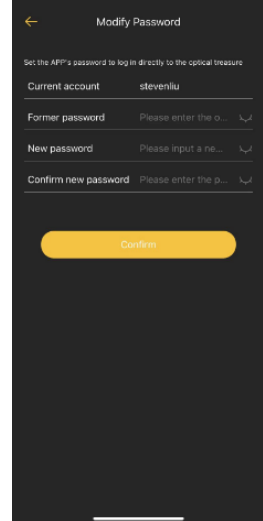 Modify Password
Set the APP's password to log in directly to the optical treasure
Current account stevenliu
Former password Please enter the o...
New password Please input a ne...
Confirm new password Please enter the p...
Confirm